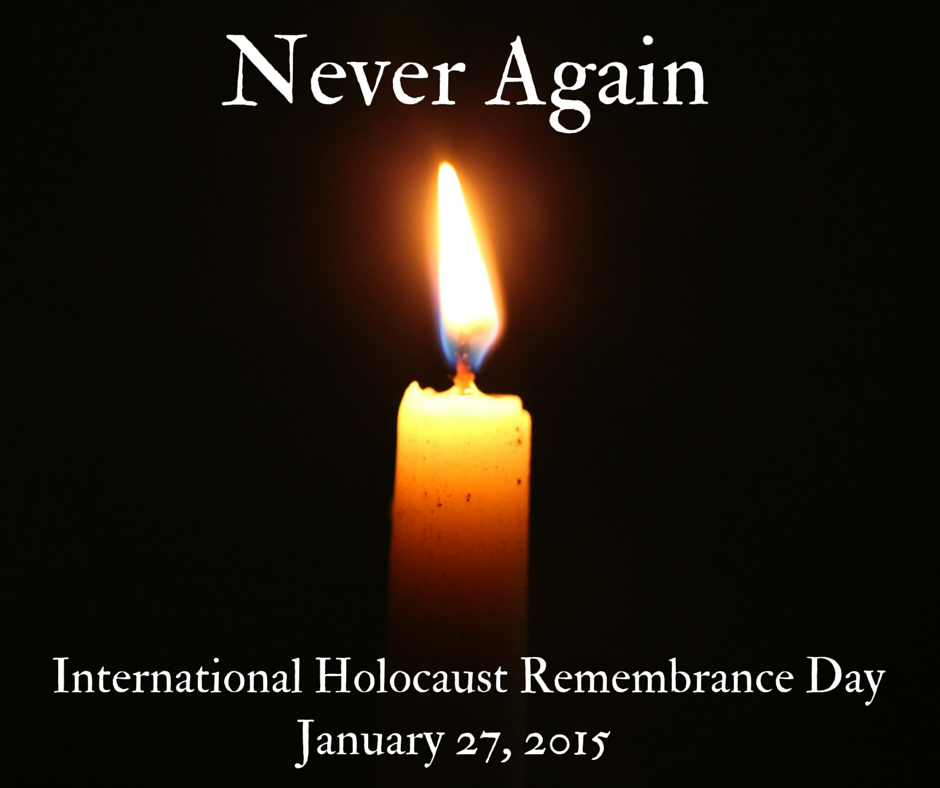 Never Again
International Holocaust Remembrance Day
January 27, 2015